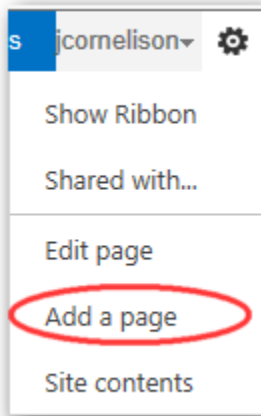 s jcornelison
Show Ribbon
Shared with...
Edit page
Add a page
Site contents